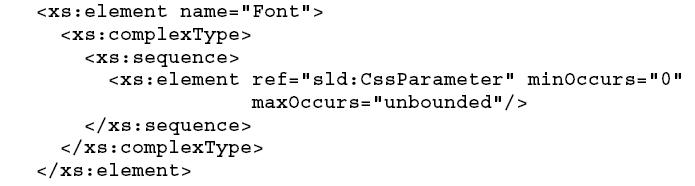 <xs:element name="Font">
  <xs:complexType>
    <xs:sequence>
      <xs:element ref="sld:CssParameter" minOccurs="0"
                  maxOccurs="unbounded"/>
    </xs:sequence>
  </xs:complexType>
</xs:element>